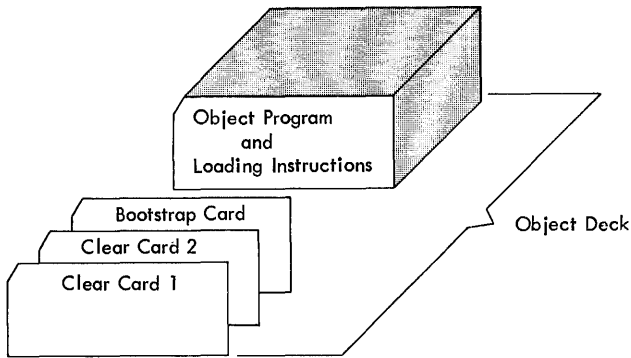 Object Program
and
Loading Instructions
Bootstrap Card
Clear Card 2
Clear Card 1
Object Deck